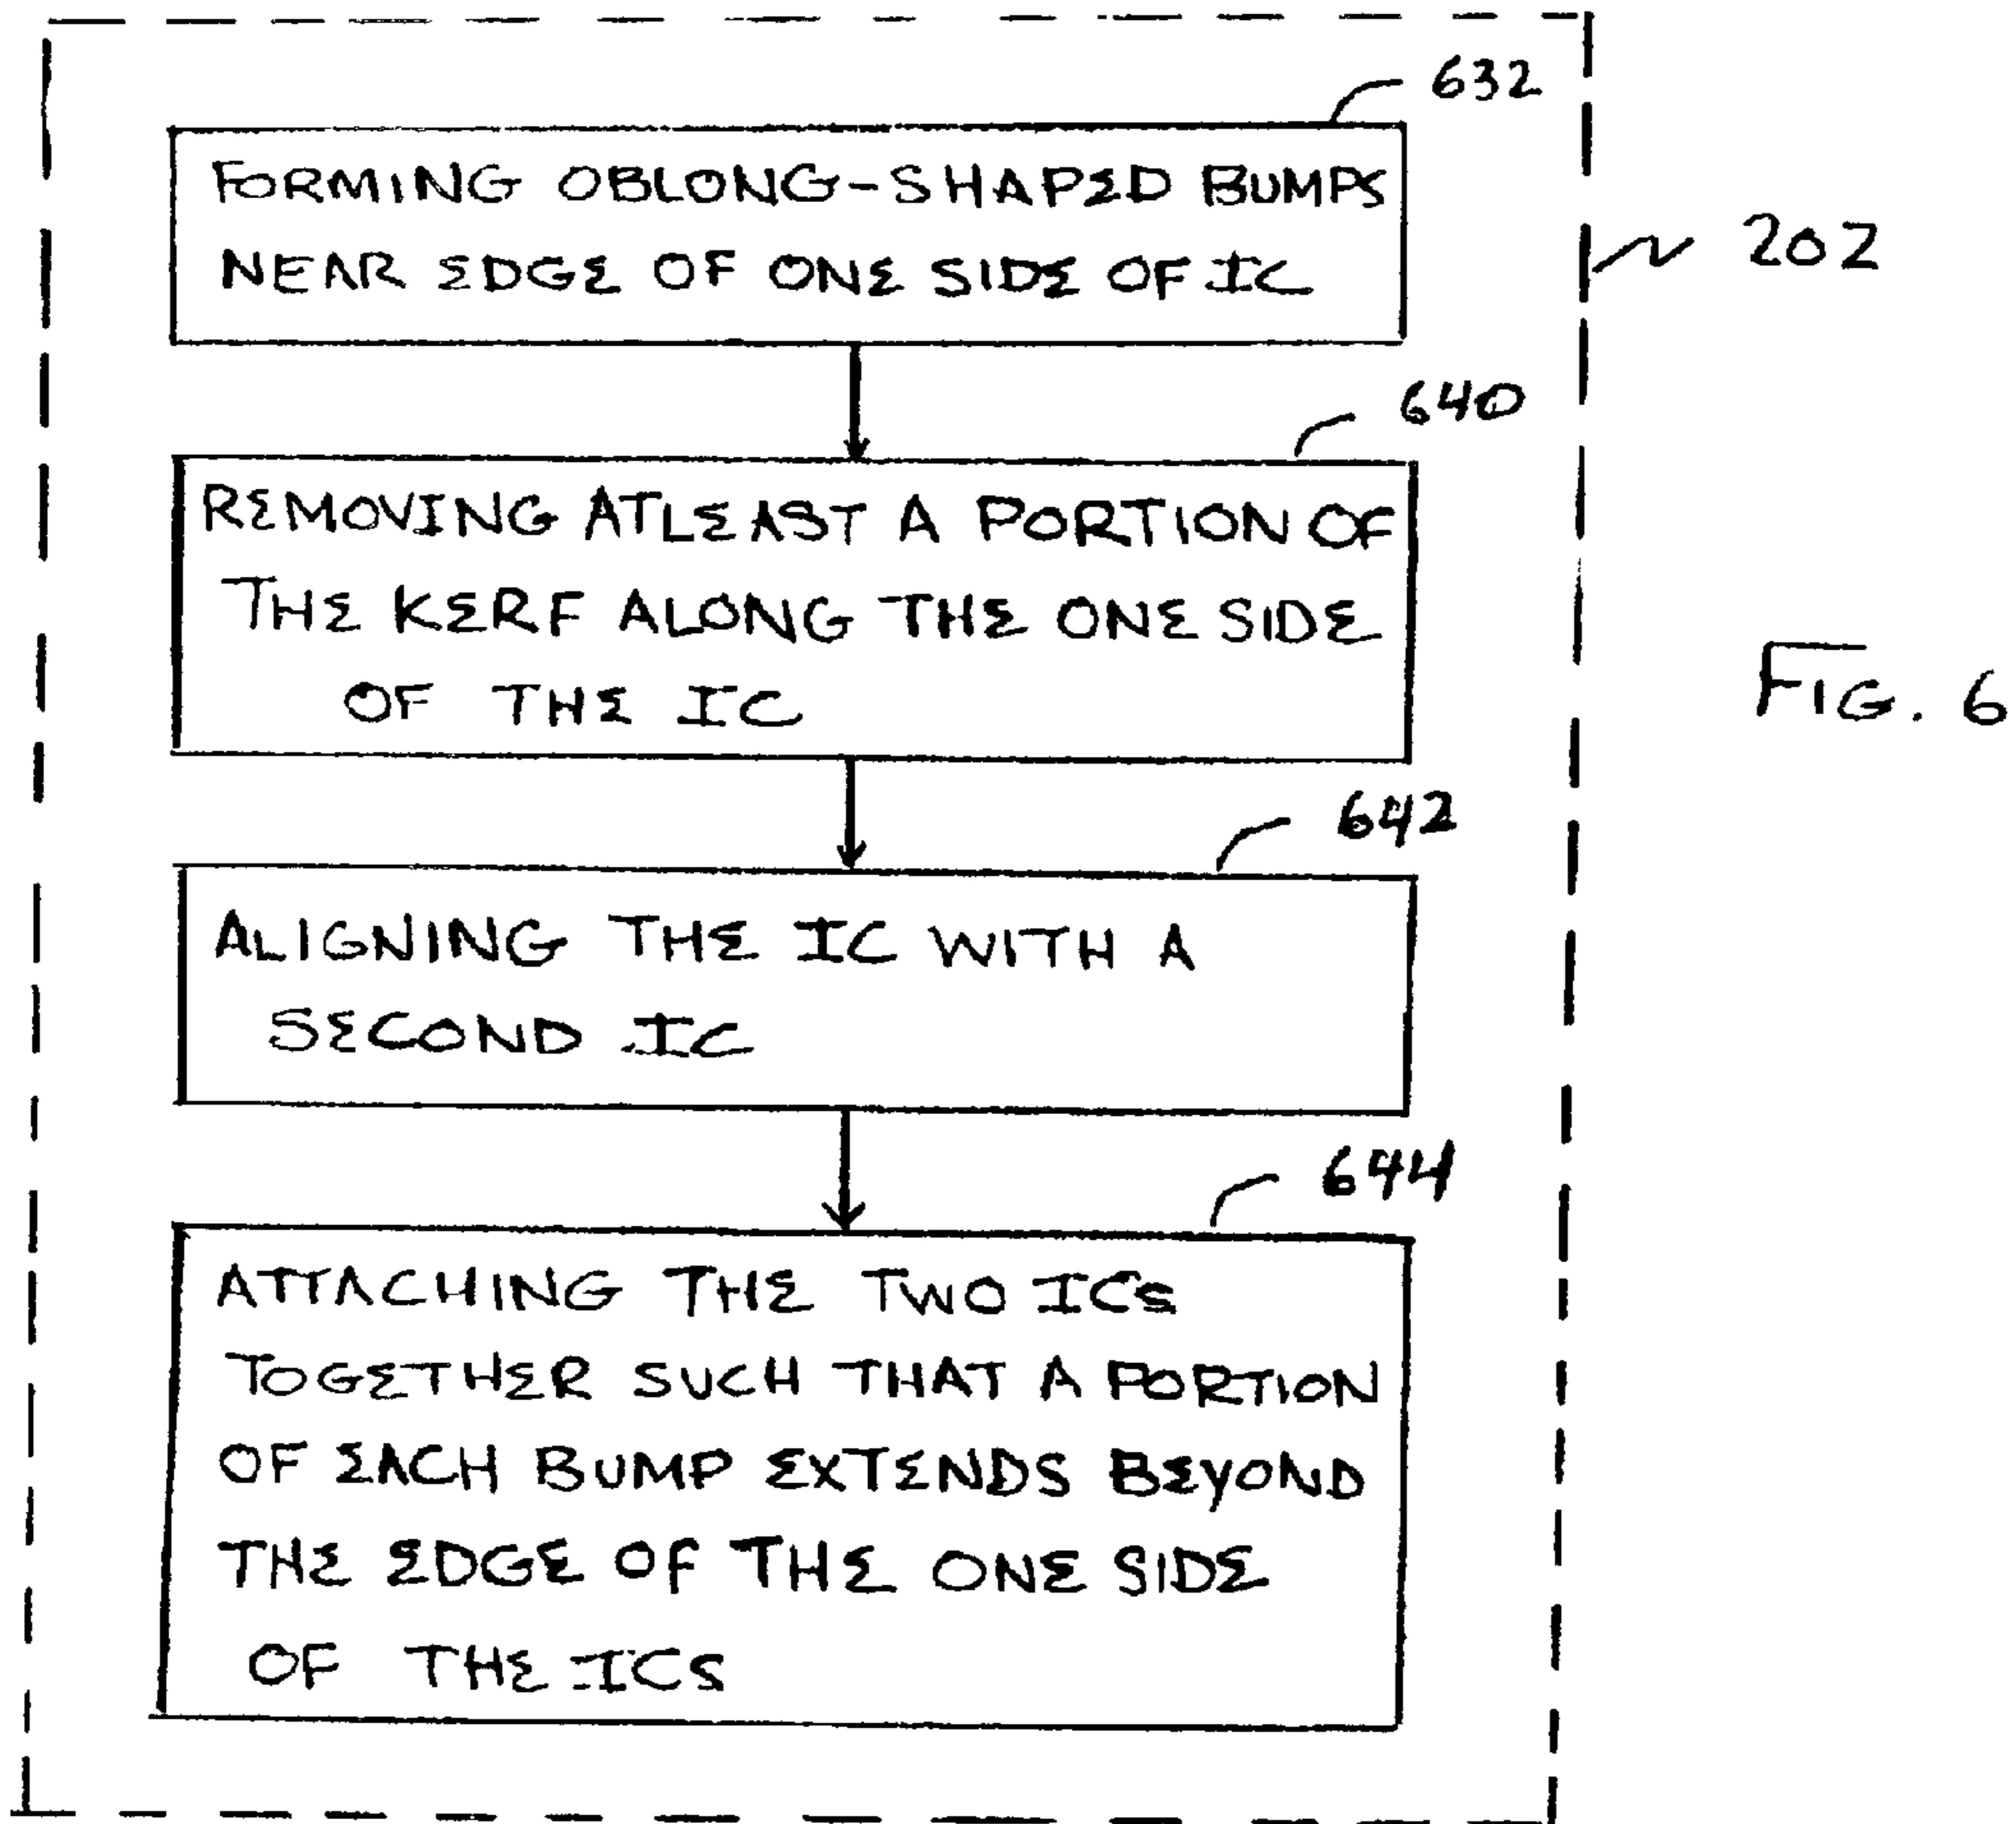 632
FORMING OBLONG-SHAPED BUMPS
NEAR EDGE OF ONE SIDE OF IC
202
640
REMOVING ATLEAST A PORTION OF
THE KERF ALONG THE ONE SIDE
OF THE IC
FIG. 6
642
ALIGNING THE IC WITH A
SECOND IC
644
ATTACHING THE TWO ICs
TOGETHER SUCH THAT A PORTION
OF EACH BUMP EXTENDS BEYOND
THE EDGE OF THE ONE SIDE
OF THE ICs